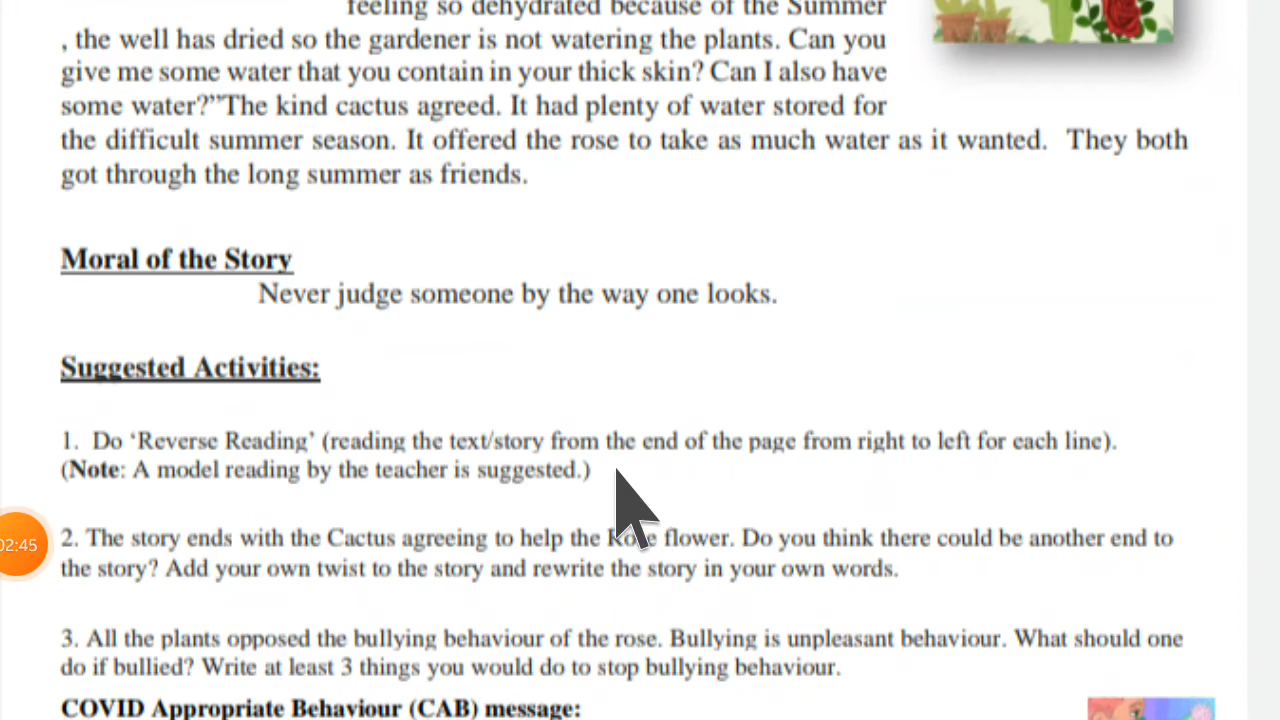 feeling so dehydrated because of the Summer
, the well has dried so the gardener is not watering the plants. Can you
give me some water that you contain in your thick skin? Can I also have
some water?”The kind cactus agreed. It had plenty of water stored for
the difficult summer season. It offered the rose to take as much water as it wanted. They both
got through the long summer as friends.
Moral of the Story
Never judge someone by the way one looks.
Suggested Activities:
1. Do ‘Reverse Reading’ (reading the text/story from the end of the page from right to left for each line).
(Note: A model reading by the teacher is suggested.)
02:45
2. The story ends with the Cactus agreeing to help the Rose flower. Do you think there could be another end to
the story? Add your own twist to the story and rewrite the story in your own words.
3. All the plants opposed the bullying behaviour of the rose. Bullying is unpleasant behaviour. What should one
do if bullied? Write at least 3 things you would do to stop bullying behaviour.
COVID Appropriate Behaviour (CAB) message: